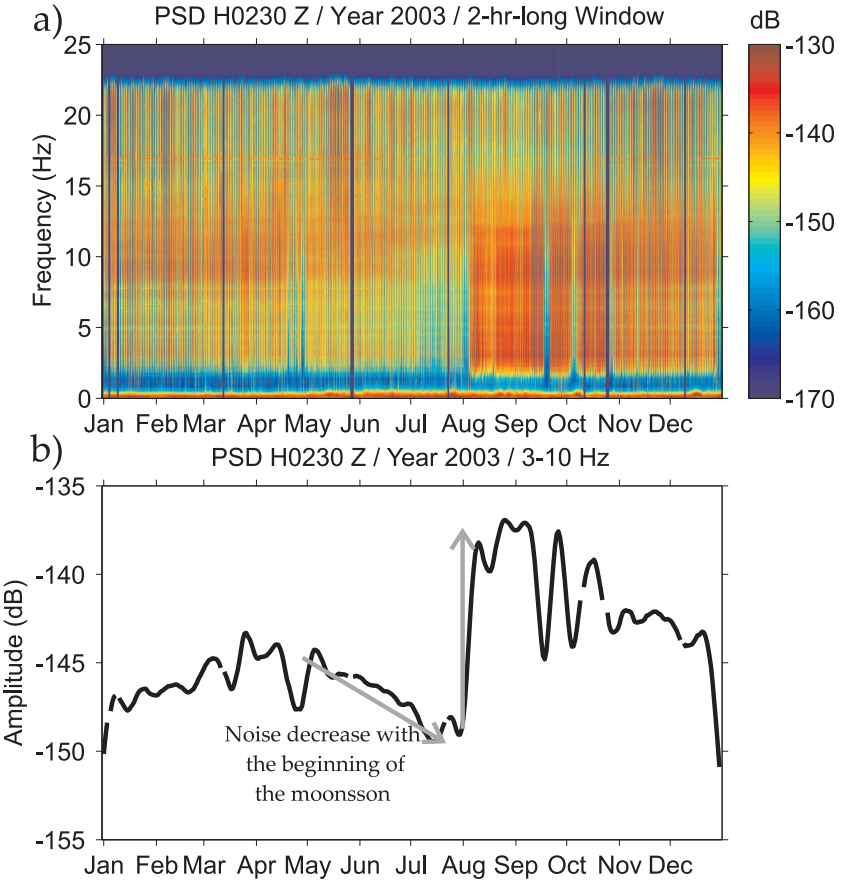 a)
PSD H0230 Z / Year 2003 / 2-hr-long Window
dB
25
20
15
10
5
0
Frequency (Hz)
-130
-140
-150
-160
-170
Jan Feb Mar Apr May Jun Jul Aug Sep Oct Nov Dec
b)
PSD H0230 Z / Year 2003 / 3-10 Hz
-135
-140
-145
-150
-155
Amplitude (dB)
Noise decrease with
the beginning of
the moonsson
Jan Feb Mar Apr May Jun Jul Aug Sep Oct Nov Dec